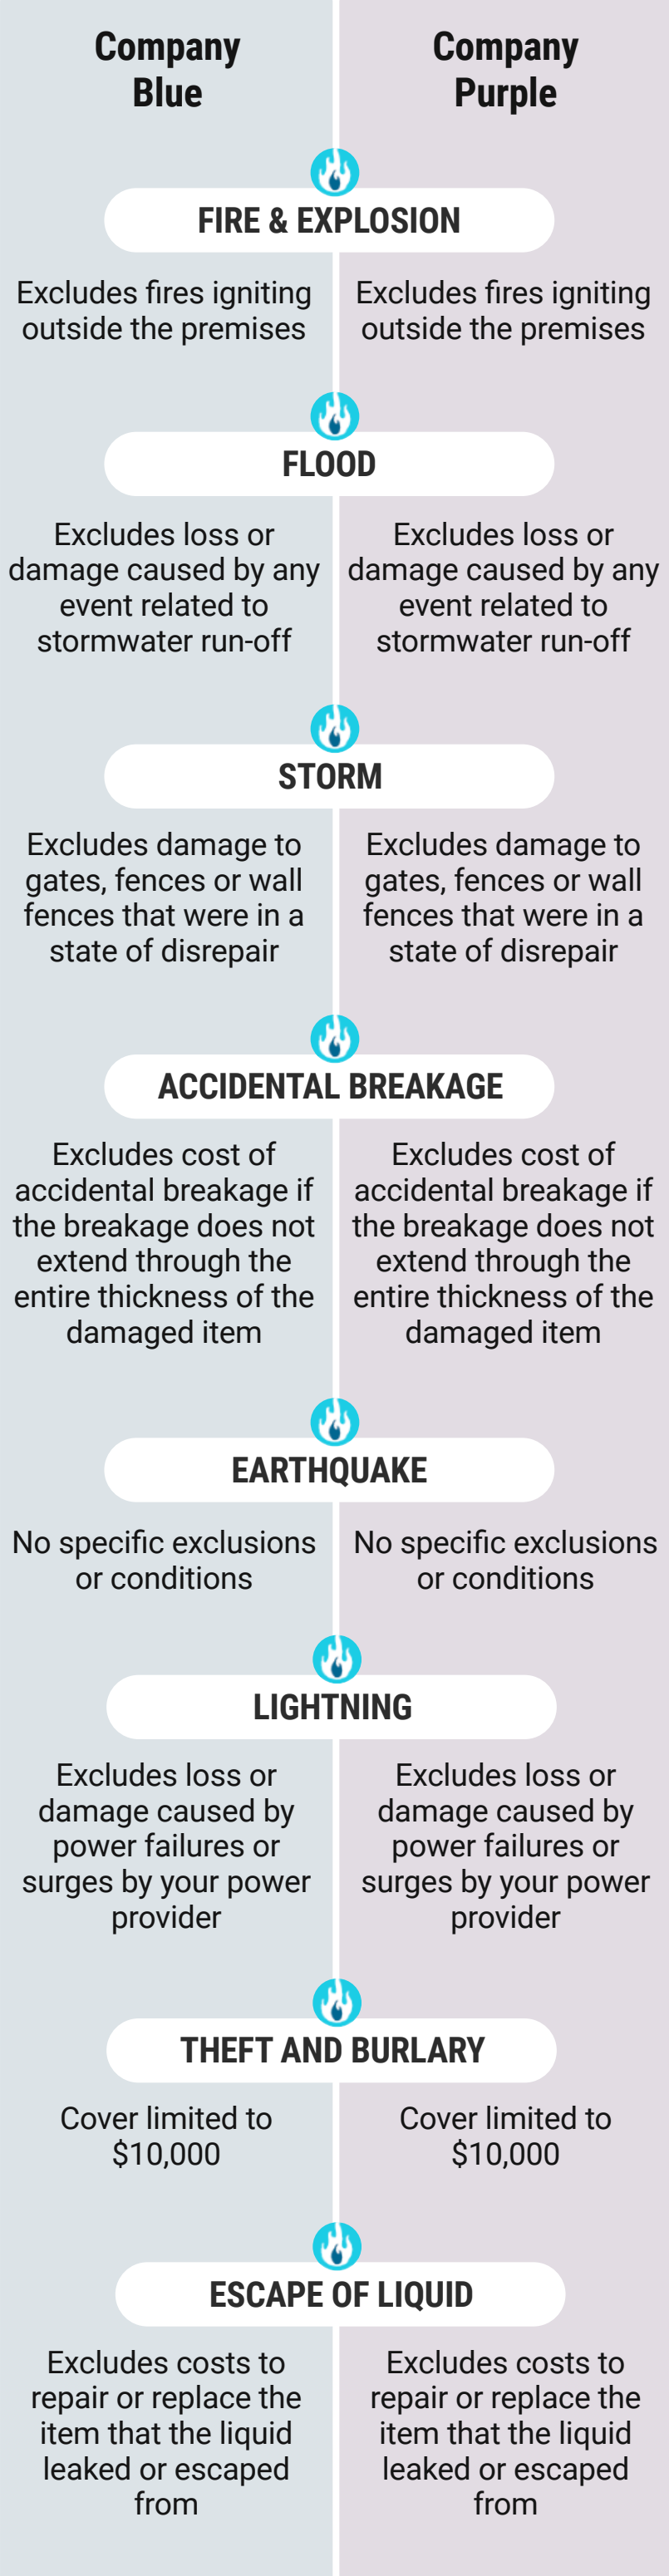 Company
Blue
Company
Purple
FIRE & EXPLOSION
Excludes fires igniting
outside the premises
Excludes fires igniting
outside the premises
FLOOD
Excludes loss or
damage caused by any
event related to
stormwater run-off
Excludes loss or
damage caused by any
event related to
stormwater run-off
STORM
Excludes damage to
gates, fences or wall
fences that were in a
state of disrepair
Excludes damage to
gates, fences or wall
fences that were in a
state of disrepair
ACCIDENTAL BREAKAGE
Excludes cost of
accidental breakage if
the breakage does not
extend through the
entire thickness of the
damaged item
Excludes cost of
accidental breakage if
the breakage does not
extend through the
entire thickness of the
damaged item
EARTHQUAKE
No specific exclusions
or conditions
No specific exclusions
or conditions
LIGHTNING
Excludes loss or
damage caused by
power failures or
surges by your power
provider
Excludes loss or
damage caused by
power failures or
surges by your power
provider
THEFT AND BURLARY
Cover limited to
$10,000
Cover limited to
$10,000
ESCAPE OF LIQUID
Excludes costs to
repair or replace the
item that the liquid
leaked or escaped
from
Excludes costs to
repair or replace the
item that the liquid
leaked or escaped
from